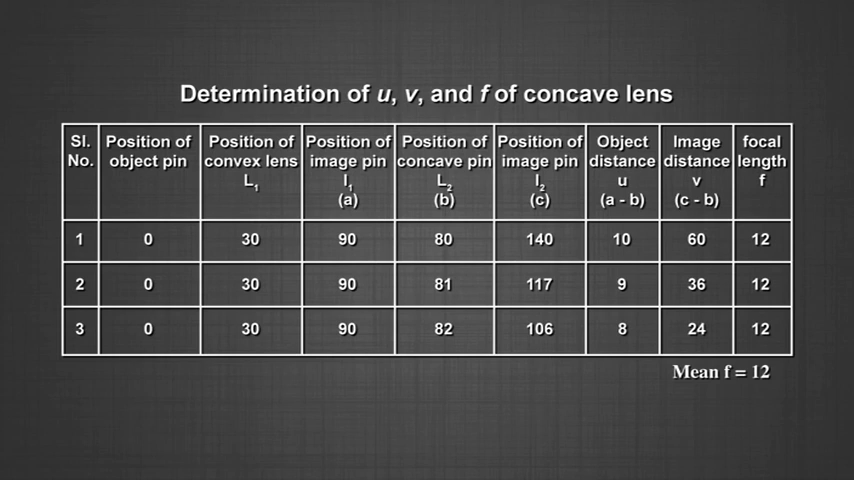 Determination of u, v, and f of concave lens
Sl. No. Position of object pin Position of convex lens L1 Position of image pin I1 (a) Position of concave pin L2 (b) Position of image pin I2 (c) Object distance u (a - b) Image distance v (c - b) focal length f
1 0 30 90 80 140 10 60 12
2 0 30 90 81 117 9 36 12
3 0 30 90 82 106 8 24 12
Mean f = 12